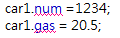 car1.num =1234;
car1.gas = 20.5;